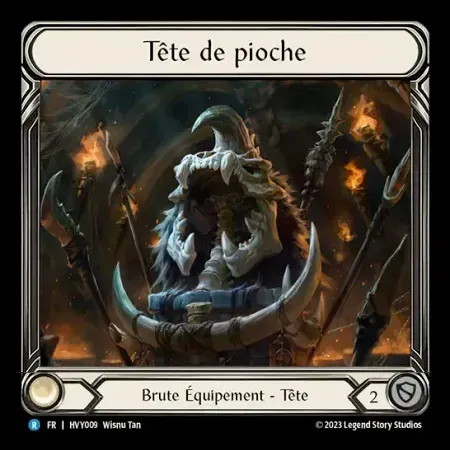 Tête de pioche
Brute Équipement - Tête
2
R FR | HVY009 Wisnu Tan
© 2023 Legend Story Studios